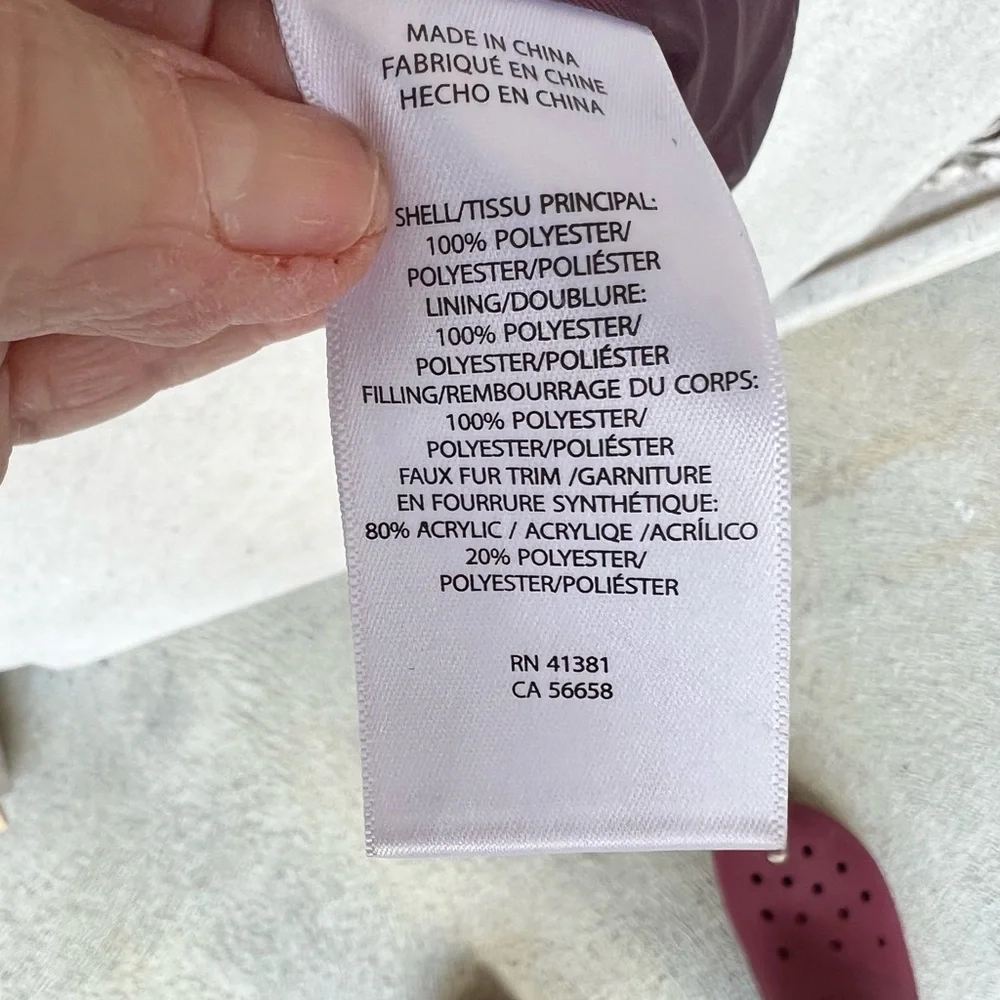 MADE IN CHINA
FABRIQUÉ EN CHINE
HECHO EN CHINA
SHELL/TISSU PRINCIPAL:
100% POLYESTER/
POLYESTER/POLIÉSTER
LINING/DOUBLURE:
100% POLYESTER/
POLYESTER/POLIÉSTER
FILLING/REMBOURRAGE DU CORPS:
100% POLYESTER/
POLYESTER/POLIÉSTER
FAUX FUR TRIM /GARNITURE
EN FOURRURE SYNTHÉTIQUE:
80% ACRYLIC / ACRYLIQE /ACRÍLICO
20% POLYESTER/
POLYESTER/POLIÉSTER
RN 41381
CA 56658